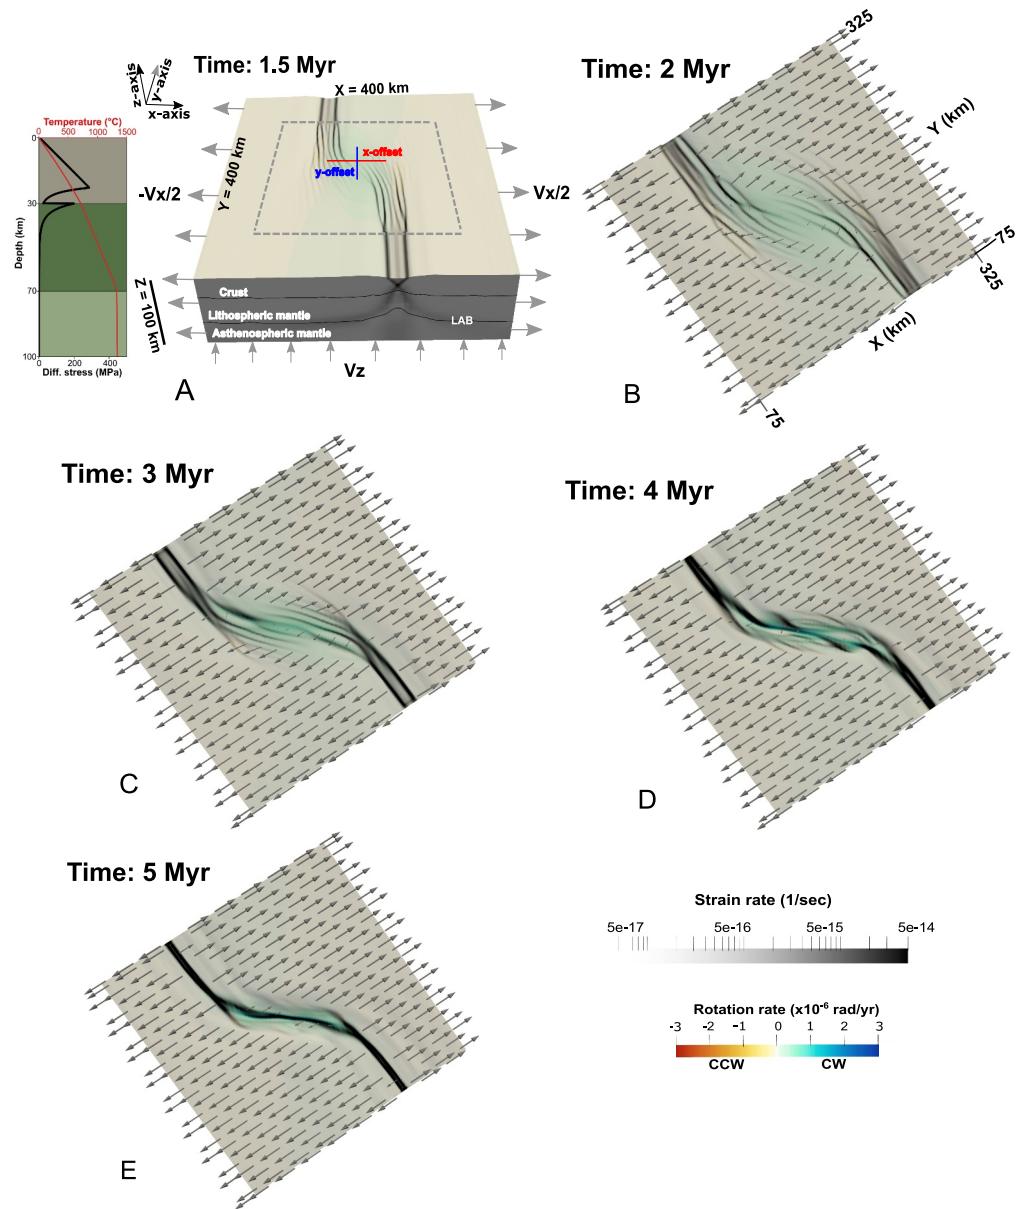 Time: 1.5 Myr
z-axis
y-axis
x-axis
X = 400 km
Y = 400 km
x-offset
y-offset
-Vx/2
Vx/2
Temperature (°C)
0 500 1000 1500
0
30
70
100
Depth (km)
0 200 400
Diff. stress (MPa)
Z = 100 km
Crust
Lithospheric mantle
LAB
Asthenospheric mantle
Vz
A
Time: 2 Myr
325
Y (km)
75
325
X (km)
75
B
Time: 3 Myr
C
Time: 4 Myr
D
Time: 5 Myr
E
Strain rate (1/sec)
5e-17 5e-16 5e-15 5e-14
Rotation rate (x10⁻⁶ rad/yr)
-3 -2 -1 0 1 2 3
CCW CW